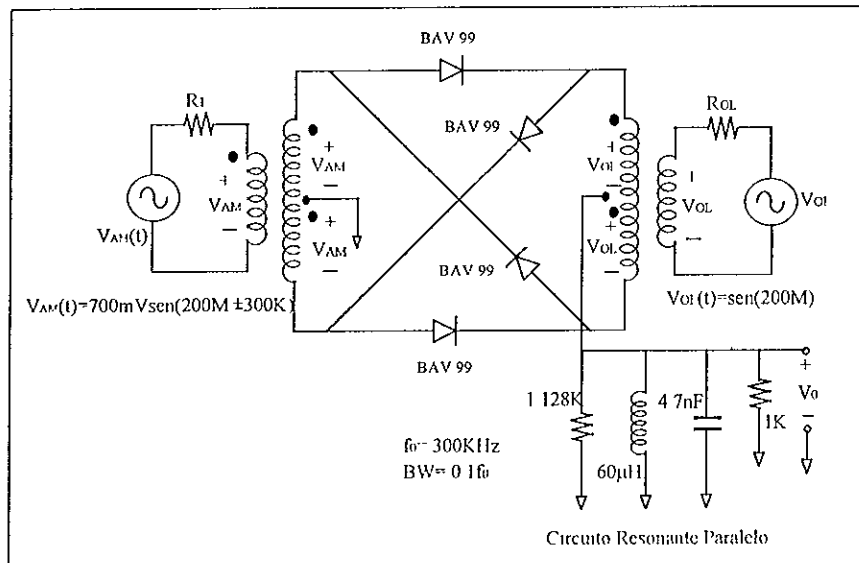 BAV 99
R1
ROL
BAV 99
+
VAM
−
+
VAM
−
+
VAM
−
+
VOL
−
+
VOL
−
VOL
VAM(t)
BAV 99
VAM(t)=700mVsen(200M ±300K)
VOL(t)=sen(200M)
BAV 99
1 128K
4 7nF
1K
+
V0
−
f0= 300KHz
BW= 0 1f0
60µH
Circuito Resonante Paralelo